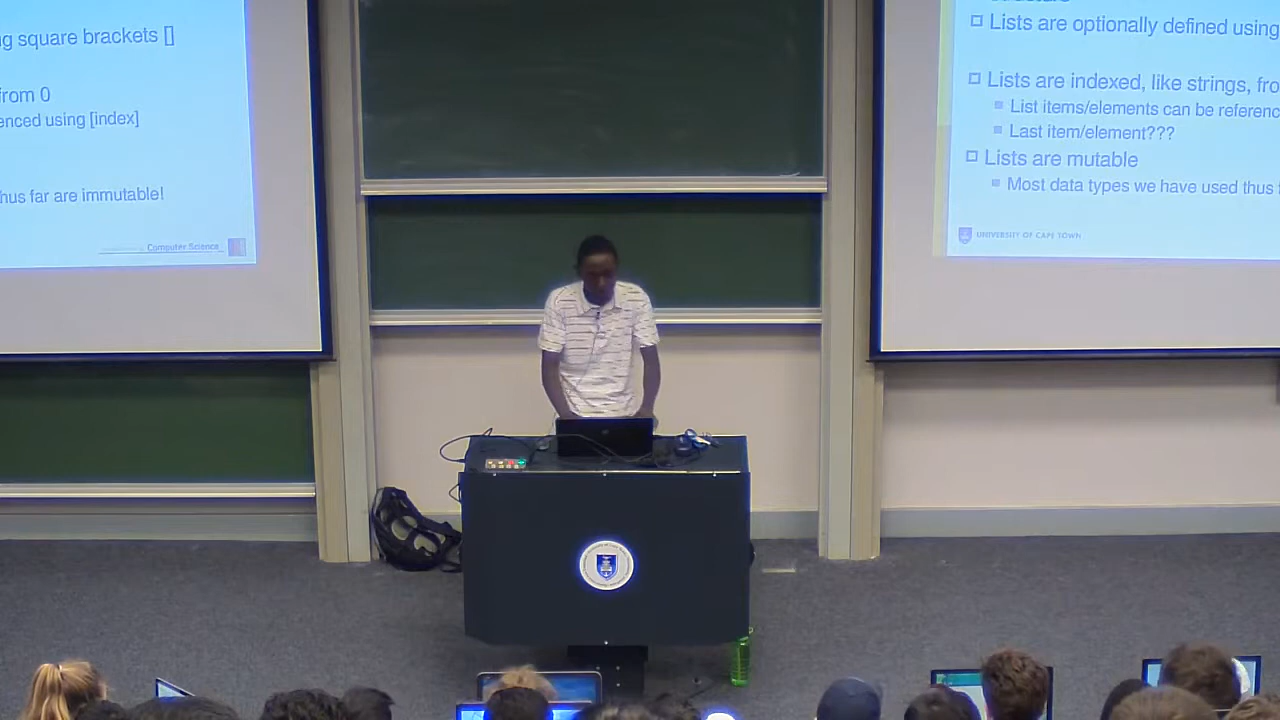 ng square brackets []
from 0
enced using [index]
hus far are immutable!
Computer Science
Lists are optionally defined using
Lists are indexed, like strings, fro
List items/elements can be referenc
Last item/element???
Lists are mutable
Most data types we have used thus
UNIVERSITY OF CAPE TOWN